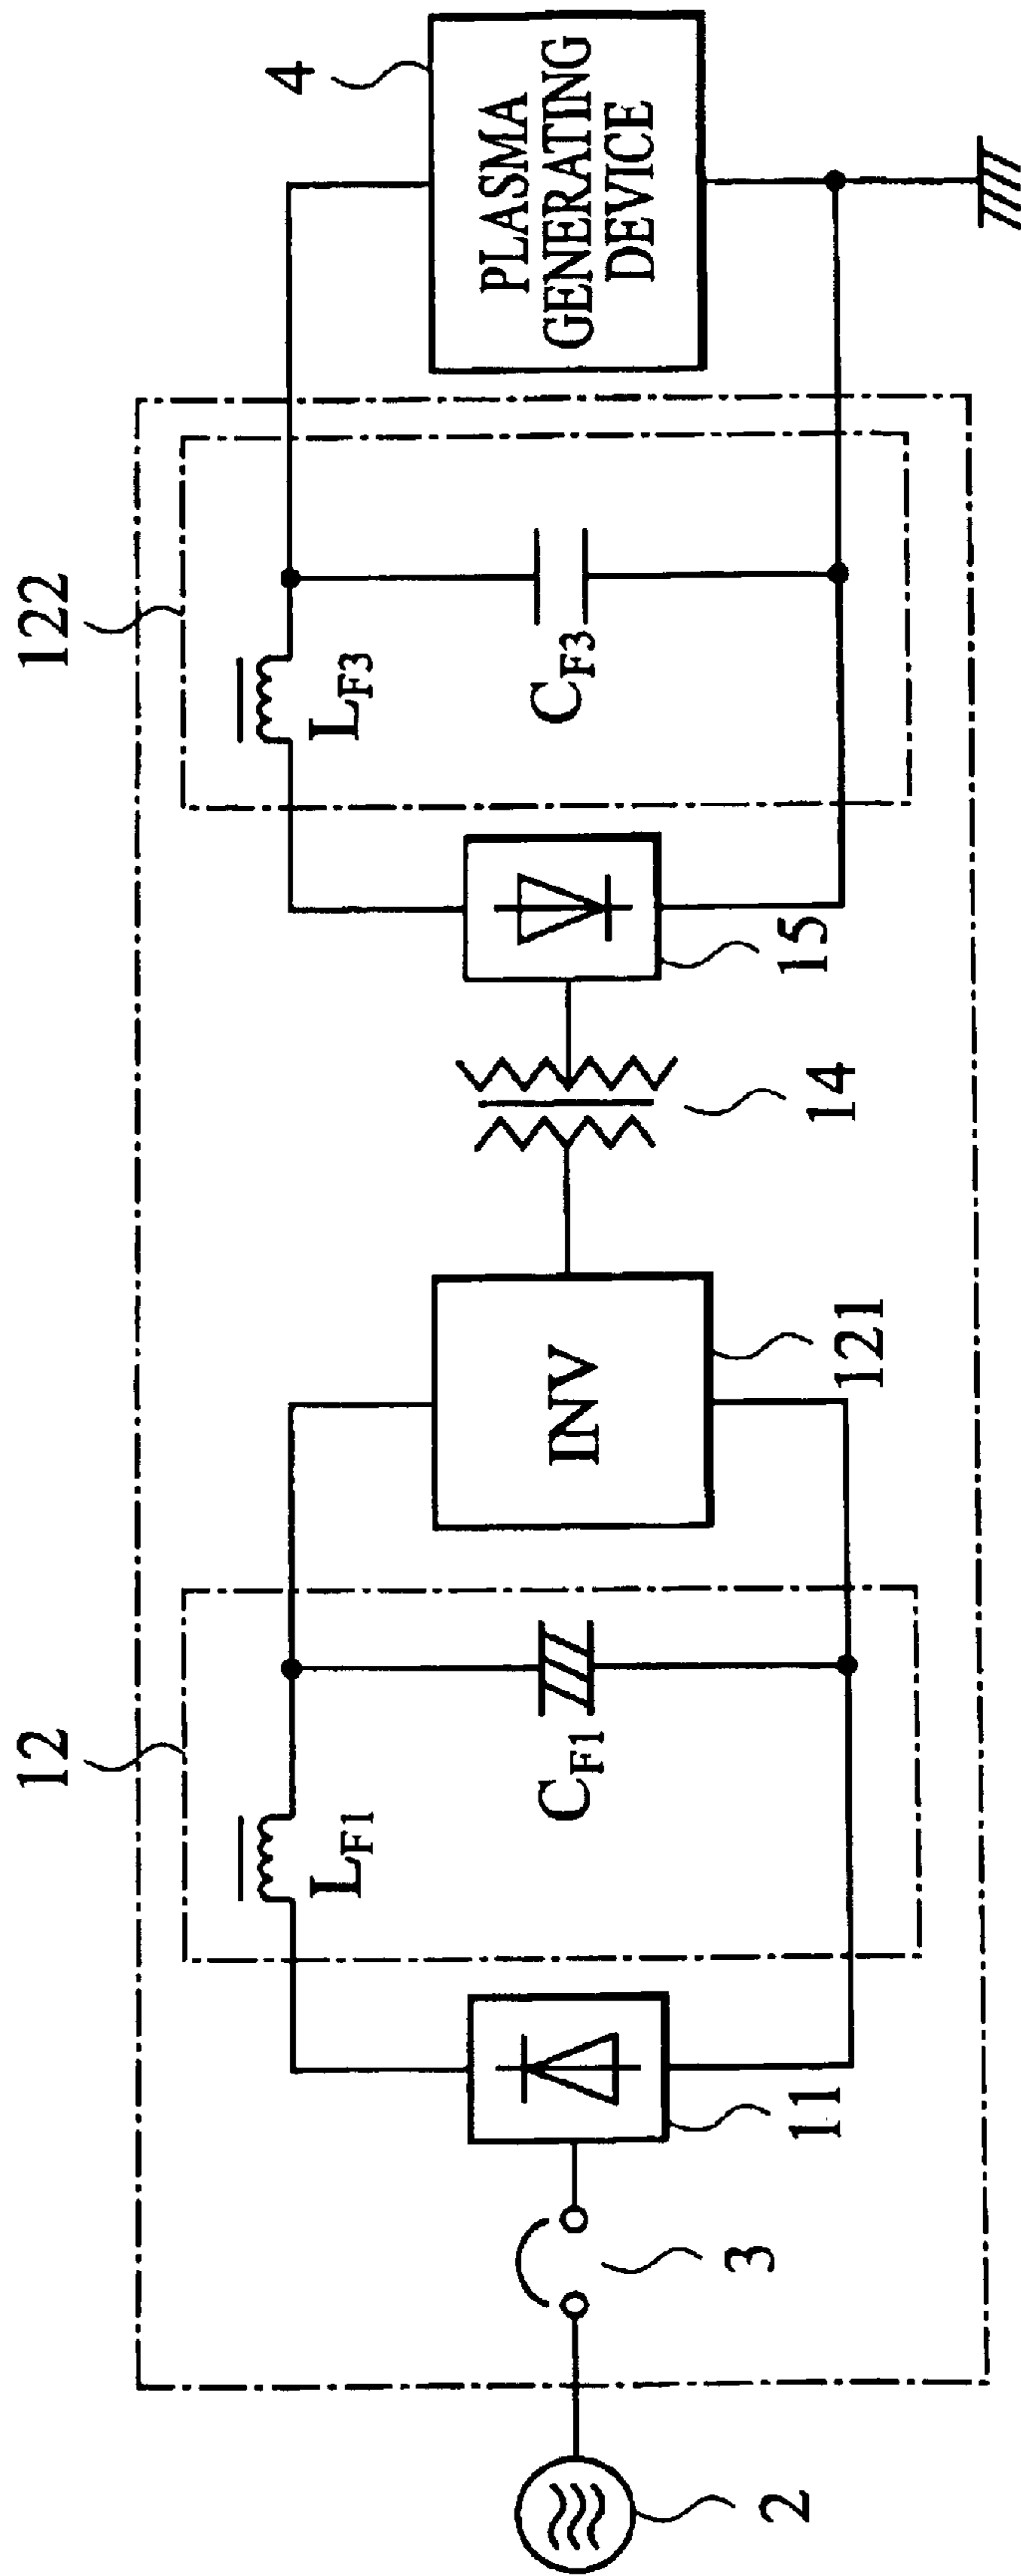 12
122
4
L_F1
L_F3
C_F1
C_F3
INV
PLASMA
GENERATING
DEVICE
2
3
11
121
14
15